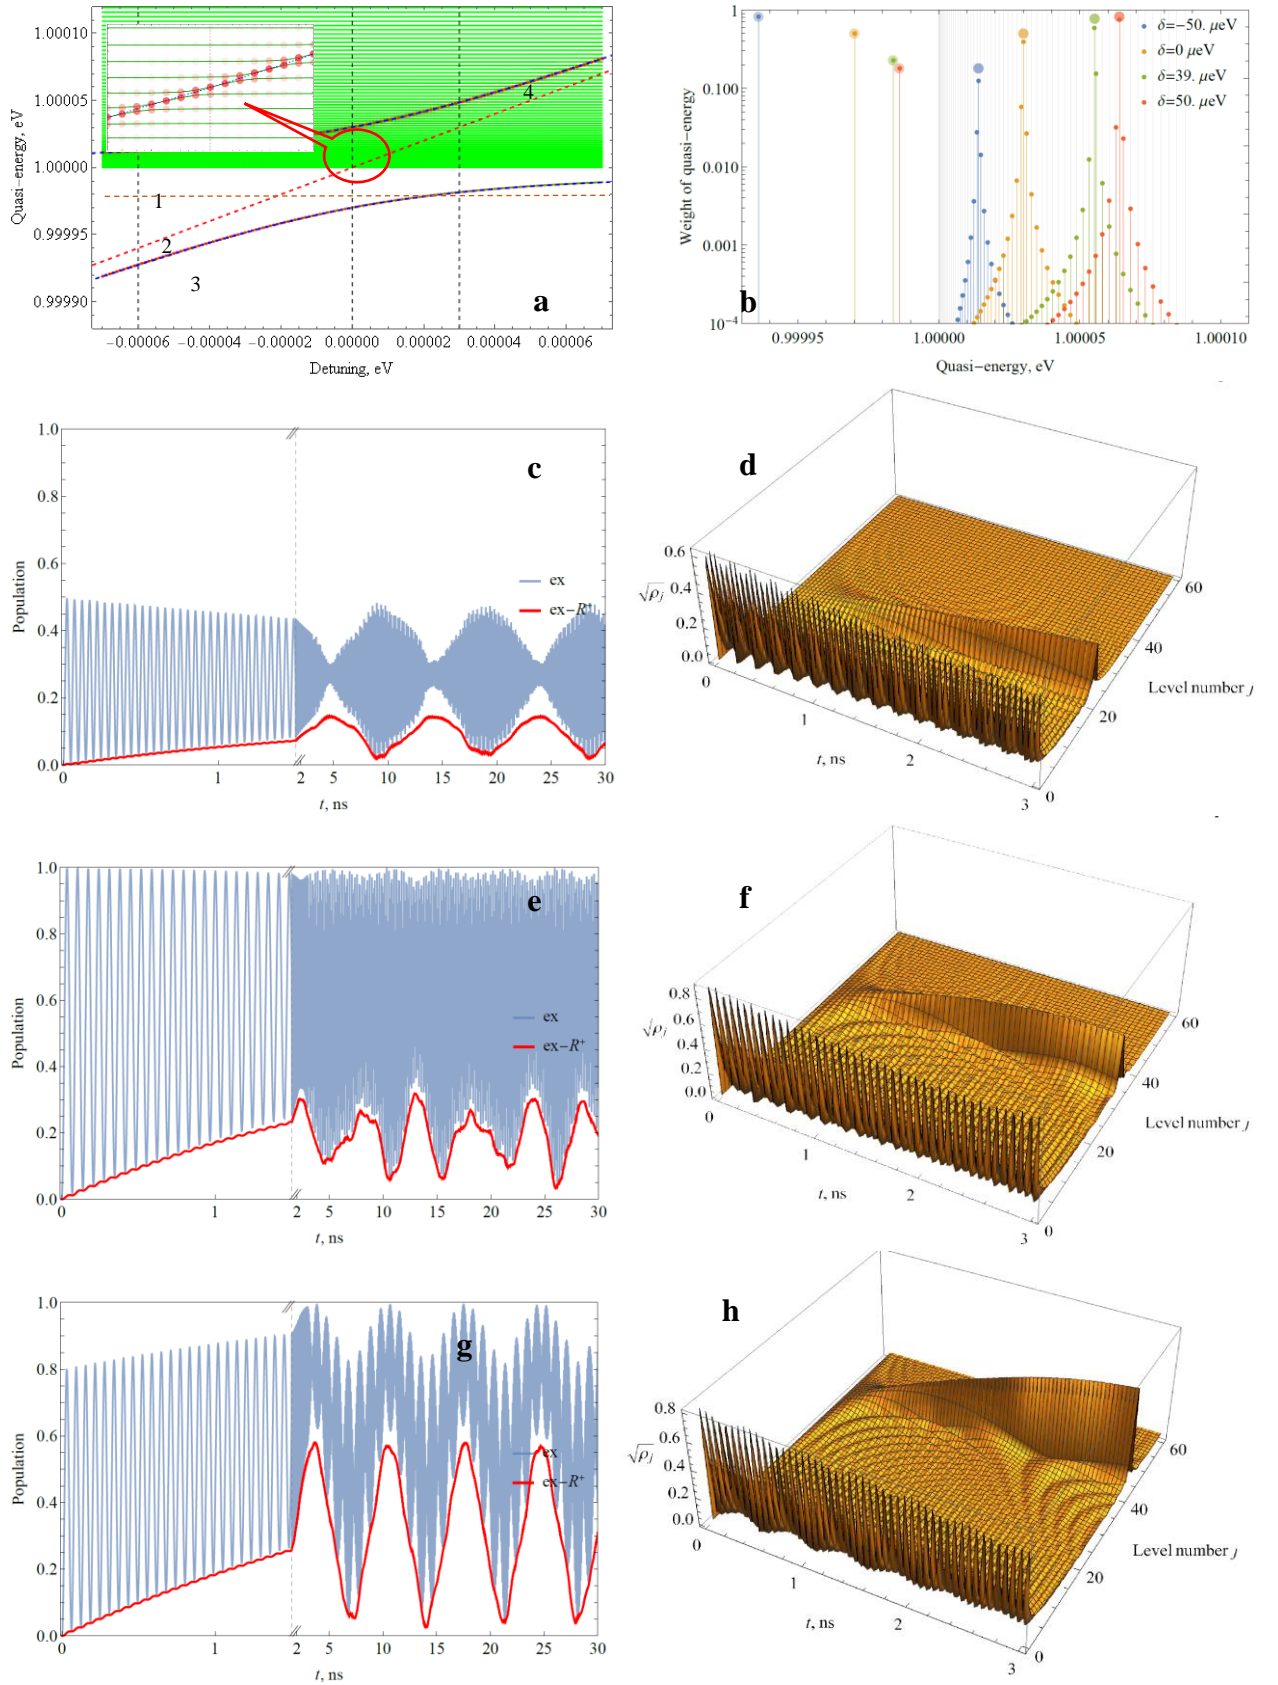 1.00010
1.00005
1.00000
0.99995
0.99990
Quasi−energy, eV
1
2
3
4
a
−0.00006 −0.00004 −0.00002 0.00000 0.00002 0.00004 0.00006
Detuning, eV
1
0.100
0.010
0.001
10⁻⁴
Weight of quasi−energy
δ=−50. μeV
δ=0 μeV
δ=39. μeV
δ=50. μeV
b
0.99995 1.00000 1.00005 1.00010
Quasi−energy, eV
1.0
0.8
0.6
0.4
0.2
0.0
Population
c
ex
ex−R⁺
0 1 2 5 10 15 20 25 30
t, ns
d
0.6
0.4
0.2
0.0
√ρⱼ
0 1 2 3
t, ns
0 20 40 60
Level number j
1.0
0.8
0.6
0.4
0.2
0.0
Population
e
ex
ex−R⁺
0 1 2 5 10 15 20 25 30
t, ns
f
0.8
0.6
0.4
0.2
0.0
√ρⱼ
0 1 2 3
t, ns
0 20 40 60
Level number j
1.0
0.8
0.6
0.4
0.2
0.0
Population
g
ex
ex−R⁺
0 1 2 5 10 15 20 25 30
t, ns
h
0.8
0.6
0.4
0.2
0.0
√ρⱼ
0 1 2 3
t, ns
0 20 40 60
Level number j